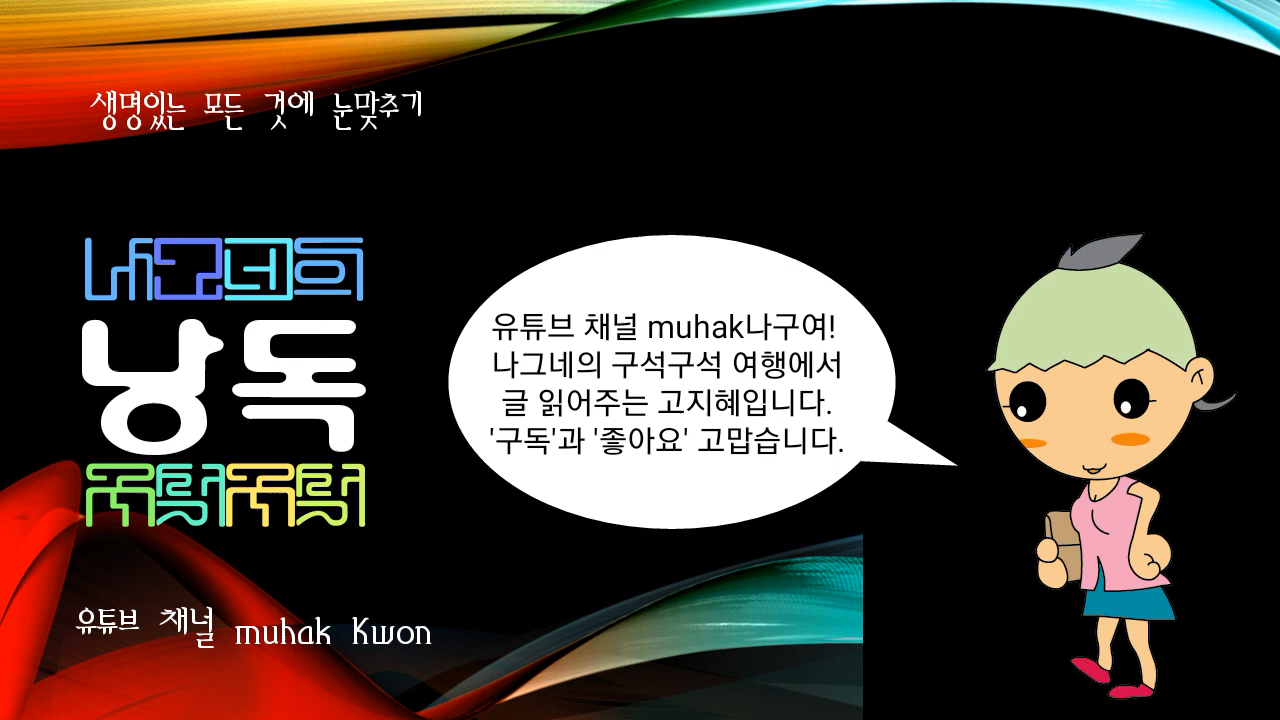 생명있는 모든 것에 눈맞추기
나그네의
낭독
구석구석
유튜브 채널 muhak나구여!
나그네의 구석구석 여행에서
글 읽어주는 고지혜입니다.
'구독'과 '좋아요' 고맙습니다.
유튜브 채널 muhak Kwon